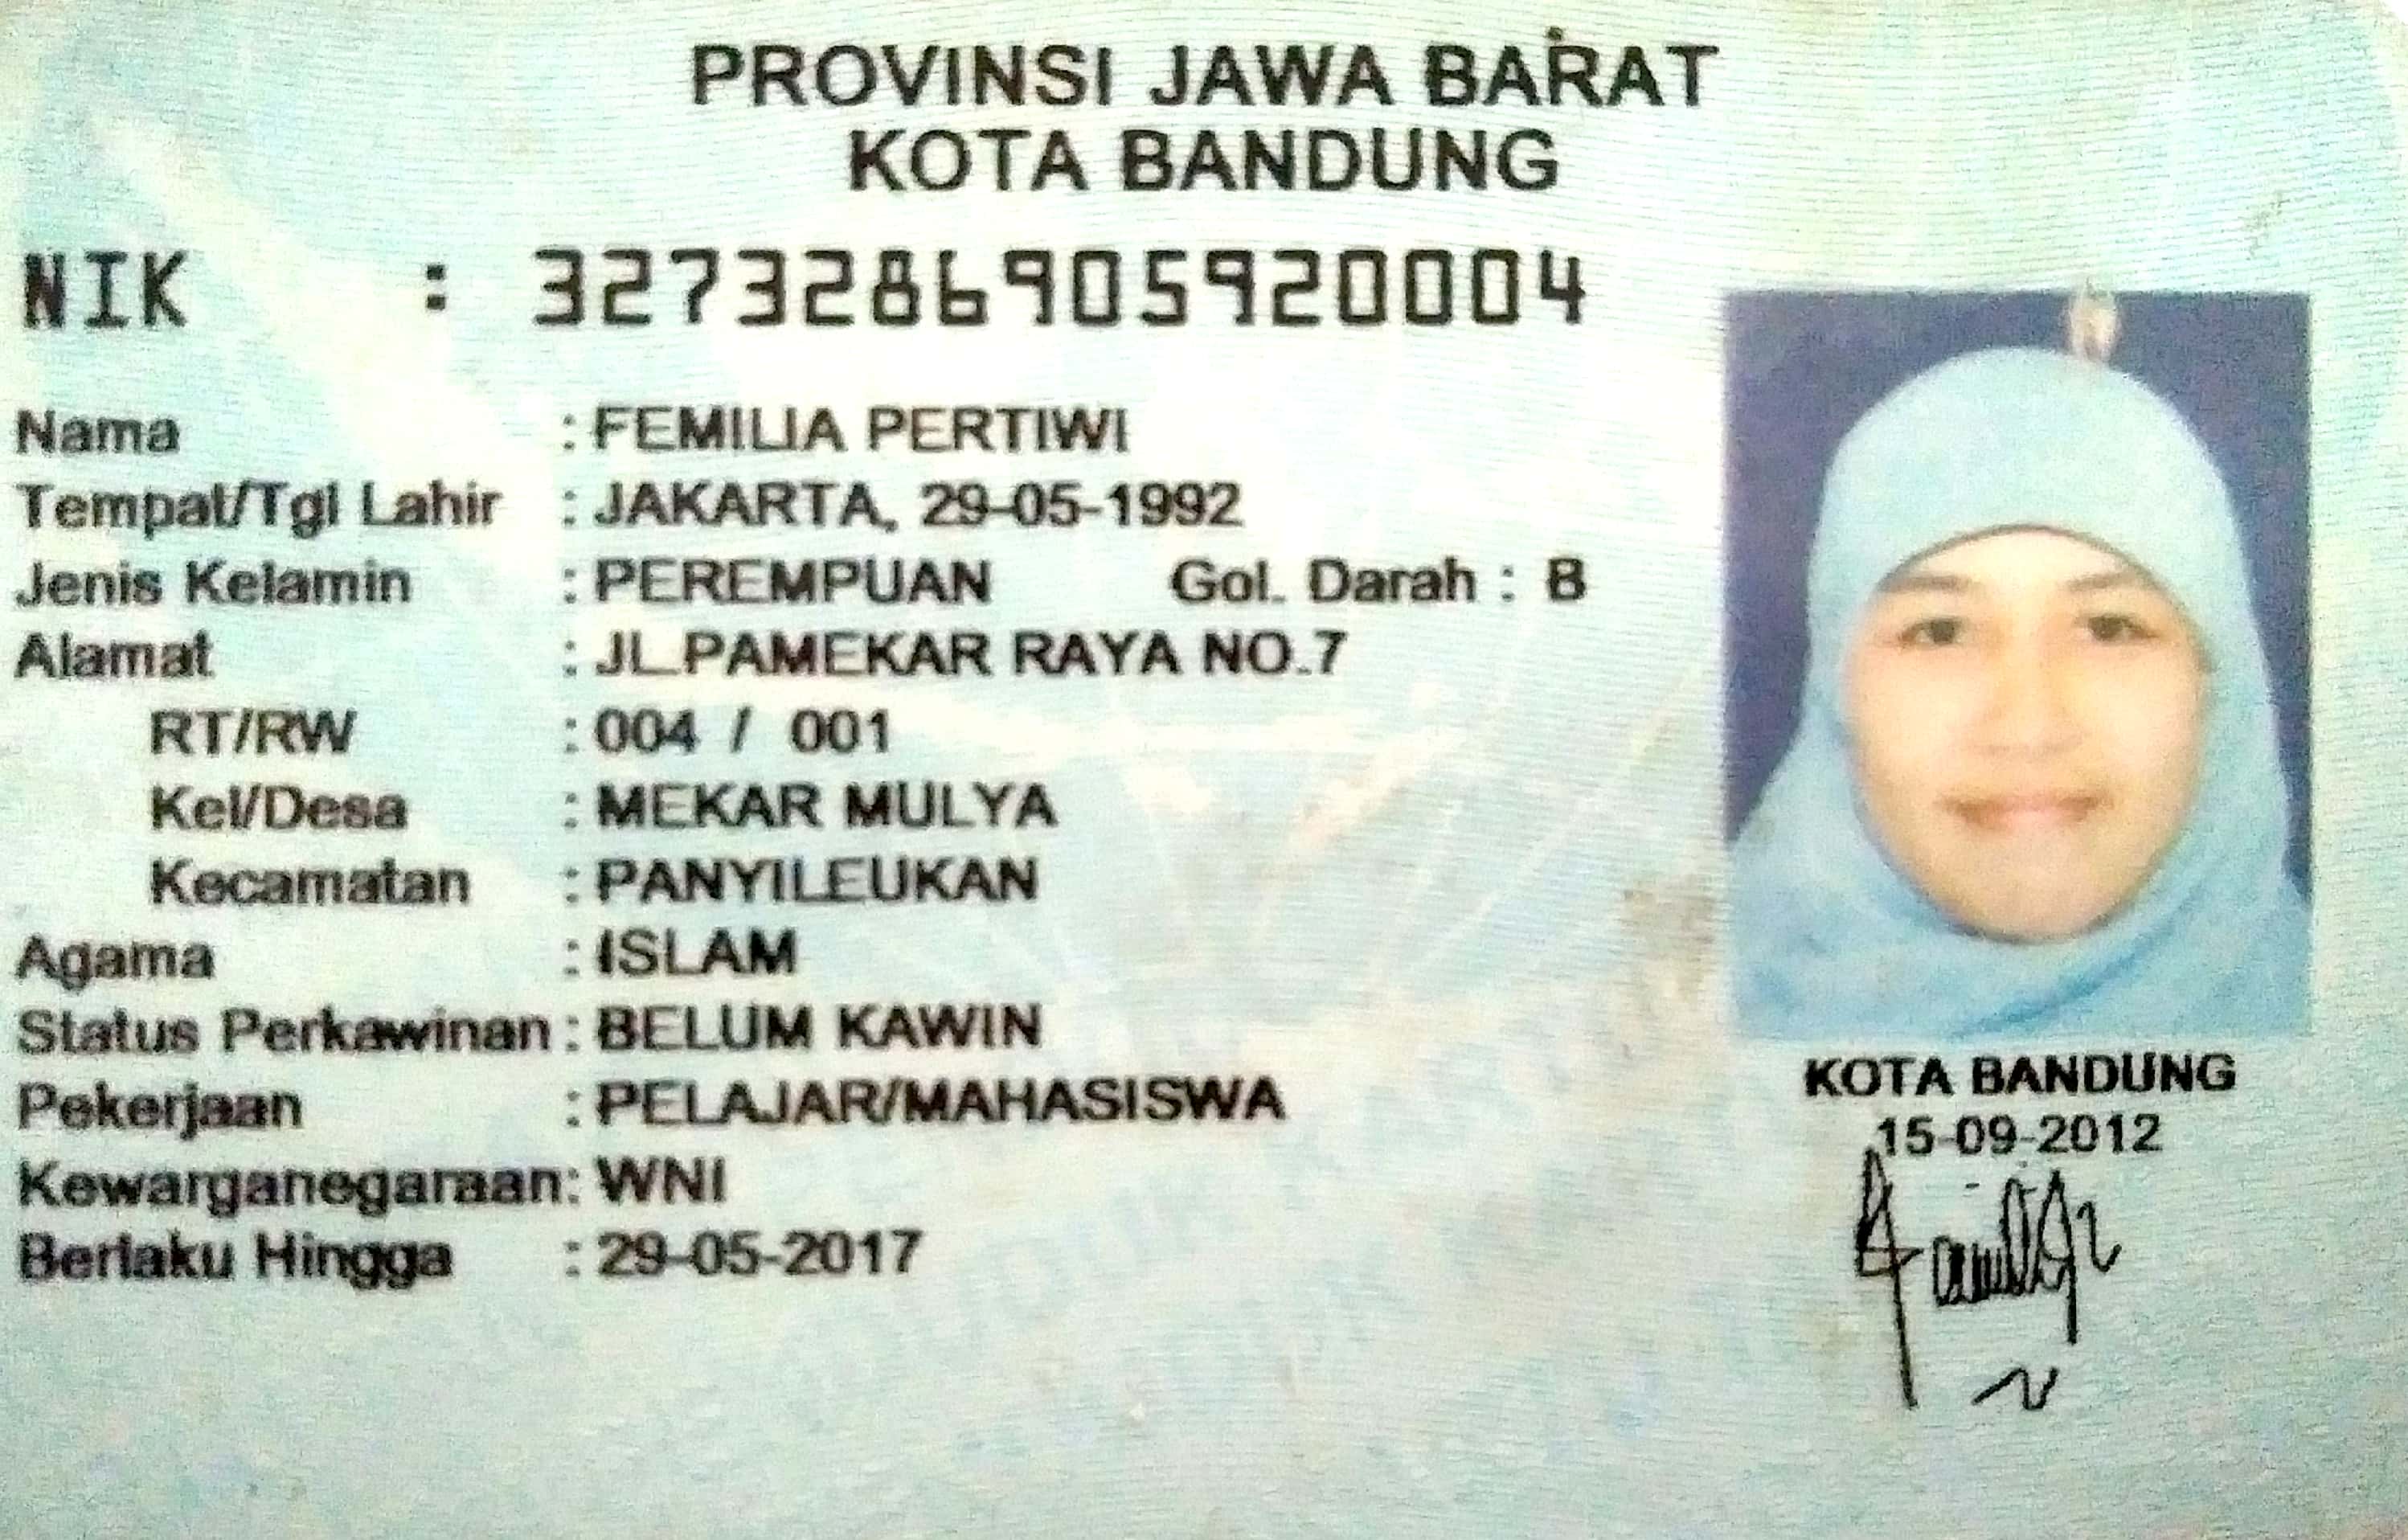 PROVINSI JAWA BARAT
KOTA BANDUNG
NIK : 3273286905920004
Nama : FEMILIA PERTIWI
Tempat/Tgl Lahir : JAKARTA, 29-05-1992
Jenis Kelamin : PEREMPUAN Gol. Darah : B
Alamat : JL.PAMEKAR RAYA NO.7
RT/RW : 004 / 001
Kel/Desa : MEKAR MULYA
Kecamatan : PANYILEUKAN
Agama : ISLAM
Status Perkawinan : BELUM KAWIN
Pekerjaan : PELAJAR/MAHASISWA
Kewarganegaraan : WNI
Berlaku Hingga : 29-05-2017
KOTA BANDUNG
15-09-2012